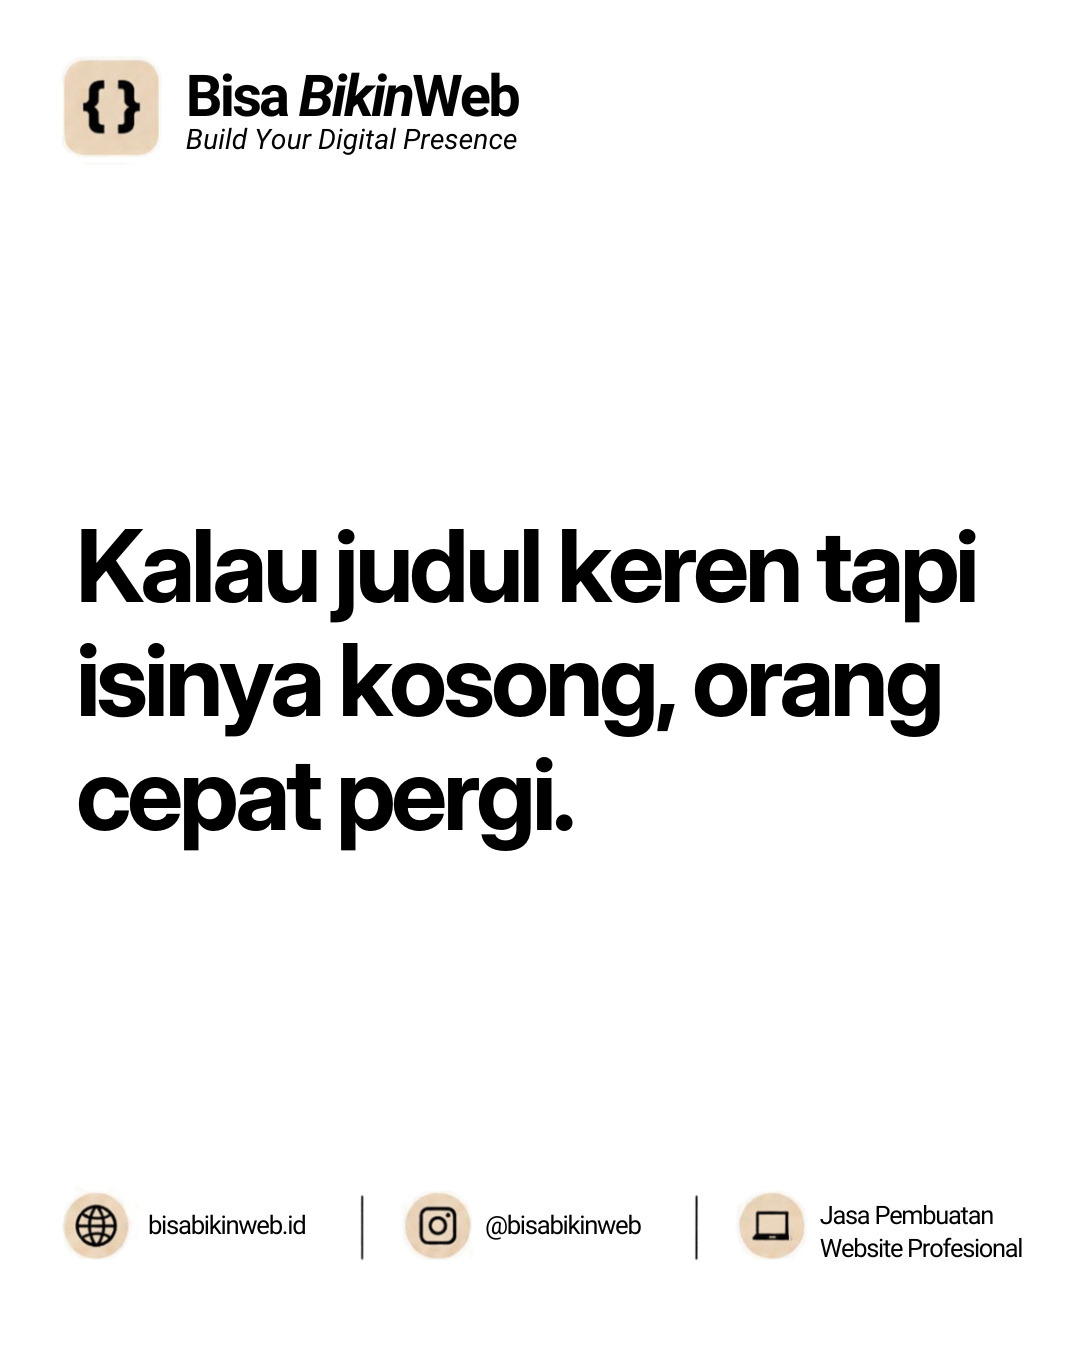 { }
Bisa BikinWeb
Build Your Digital Presence
Kalau judul keren tapi
isinya kosong, orang
cepat pergi.
bisabikinweb.id
@bisabikinweb
Jasa Pembuatan
Website Profesional